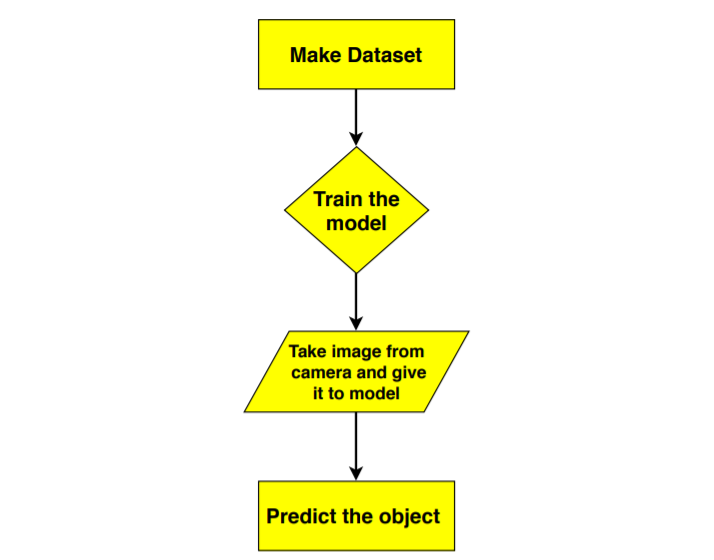 Make Dataset
Train the
model
Take image from
camera and give
it to model
Predict the object